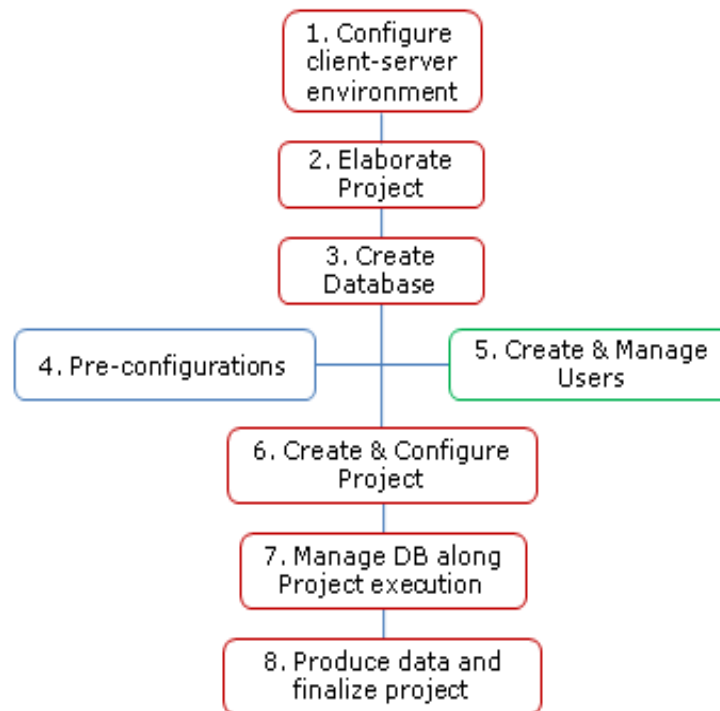 1. Configure
client-server
environment
2. Elaborate
Project
3. Create
Database
4. Pre-configurations
5. Create & Manage
Users
6. Create & Configure
Project
7. Manage DB along
Project execution
8. Produce data and
finalize project